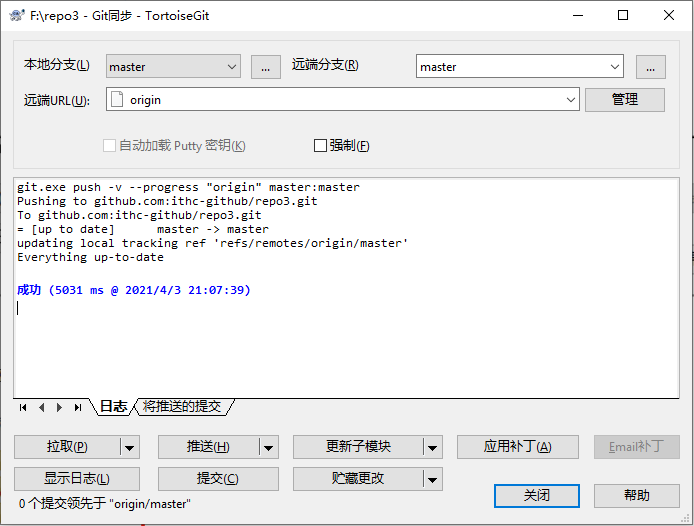 F:\repo3 - Git同步 - TortoiseGit
本地分支(L) master ... 远端分支(R) master ...
远端URL(U): origin 管理
自动加载 Putty 密钥(K) 强制(F)
git.exe push -v --progress "origin" master:master
Pushing to github.com:ithc-github/repo3.git
To github.com:ithc-github/repo3.git
= [up to date]      master -> master
updating local tracking ref 'refs/remotes/origin/master'
Everything up-to-date
成功 (5031 ms @ 2021/4/3 21:07:39)
日志 将推送的提交
拉取(P) 推送(H) 更新子模块 应用补丁(A) Email补丁
显示日志(L) 提交(C) 贮藏更改
关闭 帮助
0 个提交领先于 "origin/master"